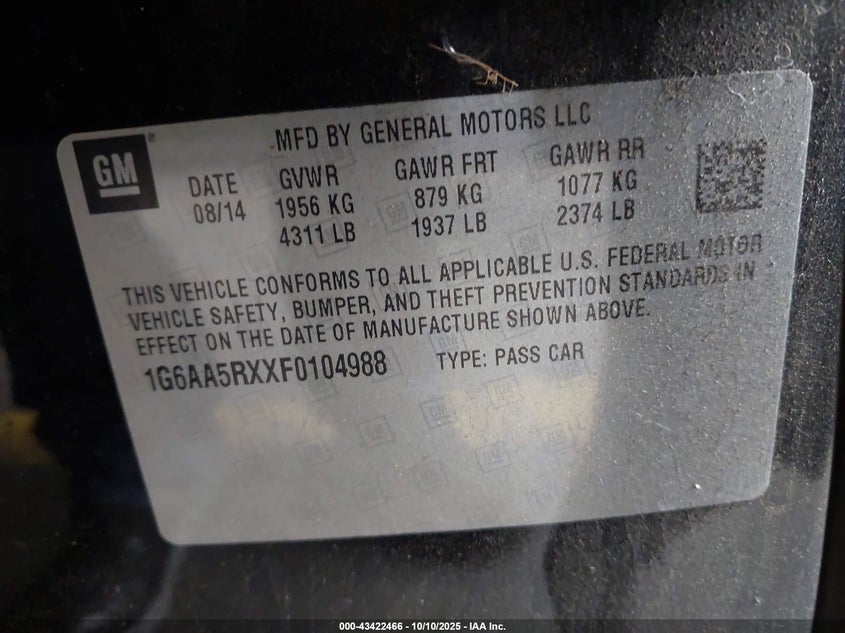 MFD BY GENERAL MOTORS LLC
GM
DATE GVWR GAWR FRT GAWR RR
08/14 1956 KG 879 KG 1077 KG
4311 LB 1937 LB 2374 LB
THIS VEHICLE CONFORMS TO ALL APPLICABLE U.S. FEDERAL MOTOR
VEHICLE SAFETY, BUMPER, AND THEFT PREVENTION STANDARDS IN
EFFECT ON THE DATE OF MANUFACTURE SHOWN ABOVE.
1G6AA5RXXF0104988 TYPE: PASS CAR
000-43422466 - 10/10/2025 - IAA Inc.